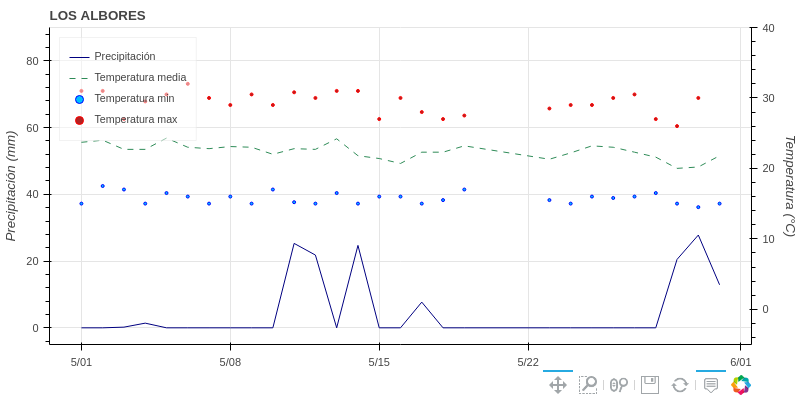 LOS ALBORES
Precipitación
Temperatura media
Temperatura min
Temperatura max
Precipitación (mm)
80
60
40
20
0
40
30
20
10
0
Temperatura (°C)
5/01 5/08 5/15 5/22 6/01